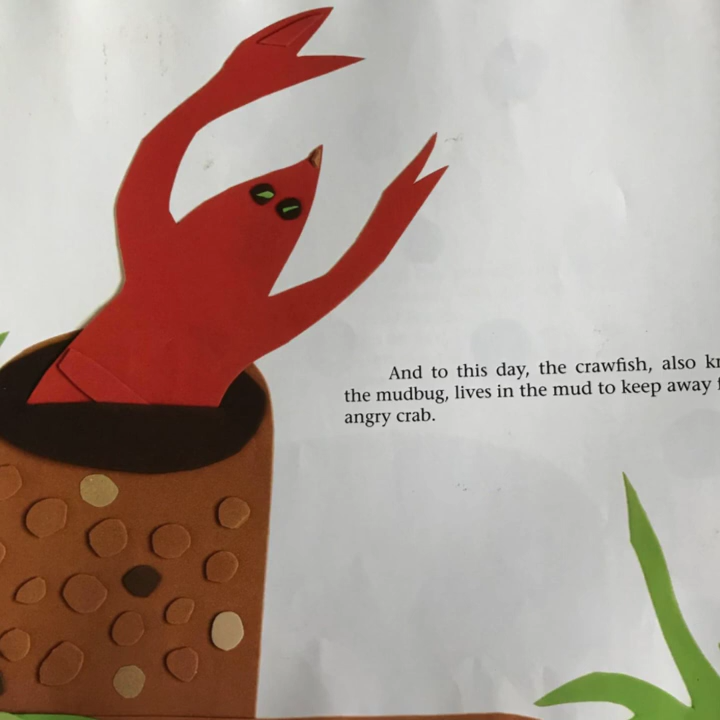 And to this day, the crawfish, also
the mudbug, lives in the mud to keep away
angry crab.